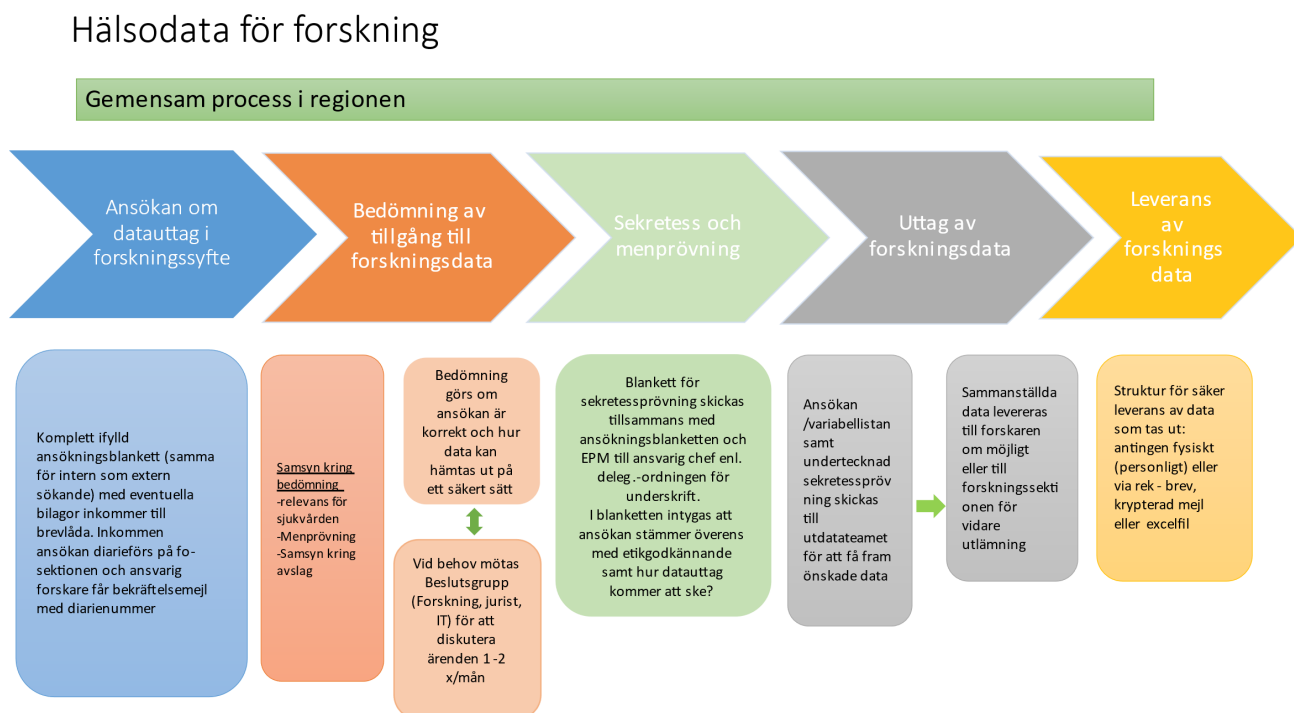 Hälsodata för forskning
Gemensam process i regionen
Ansökan om
datauttag i
forskningssyfte
Bedömning av
tillgång till
forskningsdata
Sekretess och
menprövning
Uttag av
forskningsdata
Leverans
av
forsknings
data
Komplett ifylld
ansökningsblankett (samma
för intern som extern
sökande) med eventuella
bilagor inkommer till
brevlåda. Inkommen
ansökan diarieförs på fo-
sektionen och ansvarig
forskare får bekräftelsemejl
med diarienummer
Samsyn kring
bedömning
-relevans för
sjukvården
-Menprövning
-Samsyn kring
avslag
Bedömning
görs om
ansökan är
korrekt och hur
data kan
hämtas ut på
ett säkert sätt
Vid behov mötas
Beslutsgrupp
(Forskning, jurist,
IT) för att
diskutera
ärenden 1-2
x/mån
Blankett för
sekretessprövning skickas
tillsammans med
ansökningsblanketten och
EPM till ansvarig chef enl.
deleg.-ordningen för
underskrift.
I blanketten intygas att
ansökan stämmer överens
med etikgodkännande
samt hur datauttag
kommer att ske?
Ansökan
/variabellistan
samt
undertecknad
sekretesspröv
ning skickas
till
utdatateamet
för att få fram
önskade data
Sammanställda
data levereras
till forskaren
om möjligt
eller till
forskningssekti
onen för
vidare
utlämning
Struktur för säker
leverans av data
som tas ut:
antingen fysiskt
(personligt) eller
via rek - brev,
krypterad mejl
eller excelfil